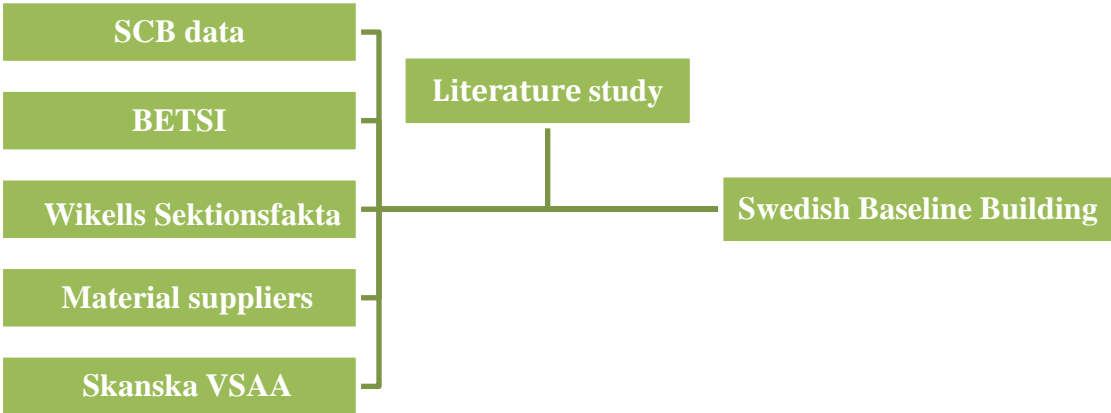 SCB data
BETSI
Wikells Sektionsfakta
Material suppliers
Skanska VSAA
Literature study
Swedish Baseline Building